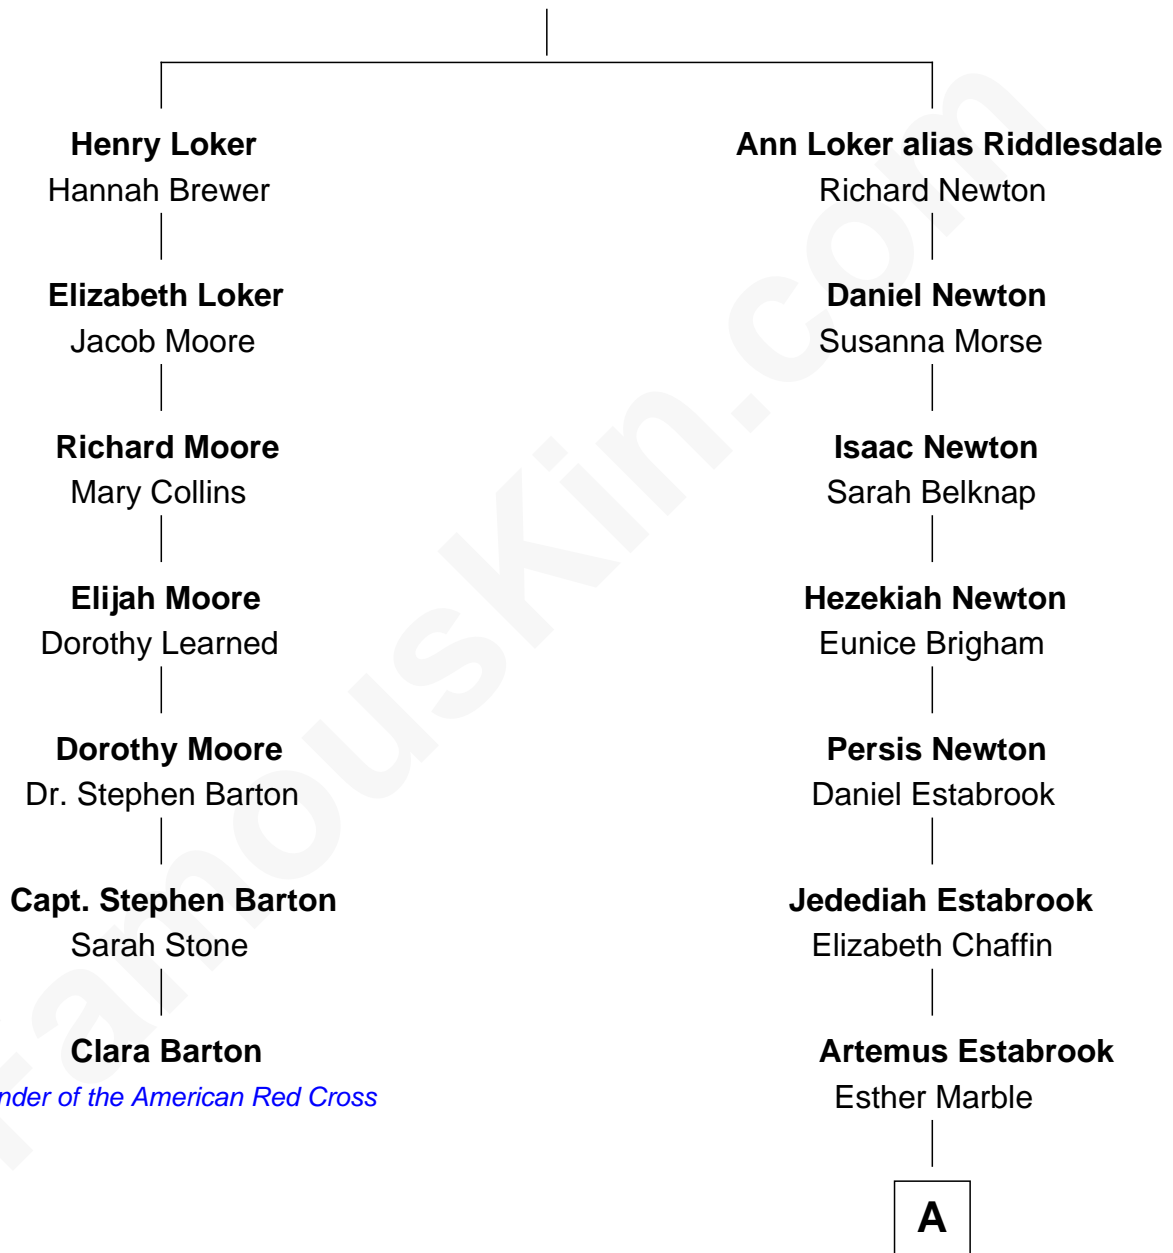 Henry Loker
Hannah Brewer
Elizabeth Loker
Jacob Moore
Richard Moore
Mary Collins
Elijah Moore
Dorothy Learned
Dorothy Moore
Dr. Stephen Barton
Capt. Stephen Barton
Sarah Stone
Clara Barton
of the American Red Cross
Ann Loker alias Riddlesdale
Richard Newton
Daniel Newton
Susanna Morse
Isaac Newton
Sarah Belknap
Hezekiah Newton
Eunice Brigham
Persis Newton
Daniel Estabrook
Jedediah Estabrook
Elizabeth Chaffin
Artemus Estabrook
Esther Marble
A
FamousKin.com